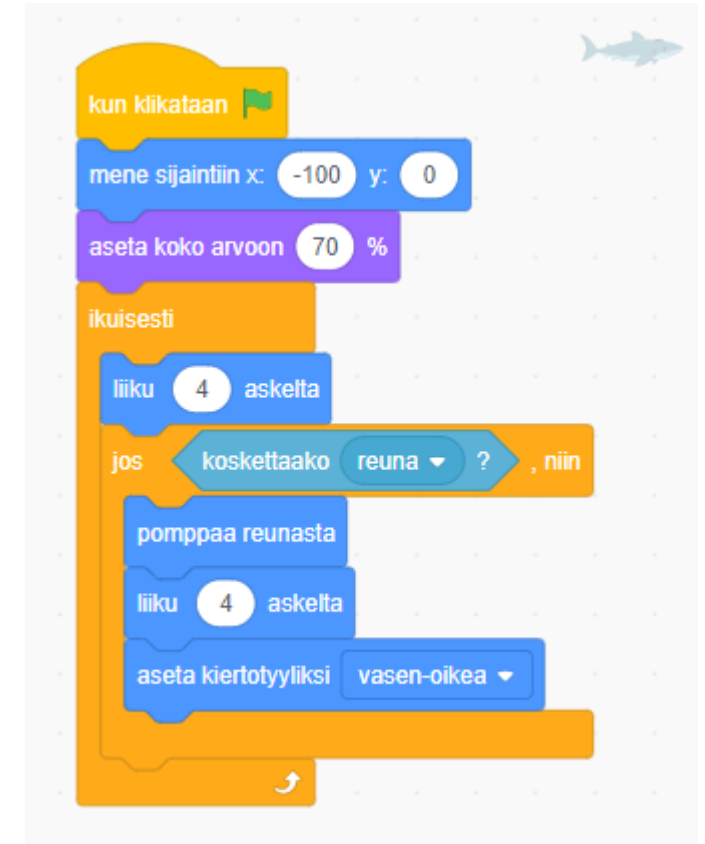 kun klikataan
mene sijaintiin x: -100 y: 0
aseta koko arvoon 70 %
ikuisesti
liiku 4 askelta
jos koskettaako reuna ? , niin
pomppaa reunasta
liiku 4 askelta
aseta kiertotyyliksi vasen-oikea